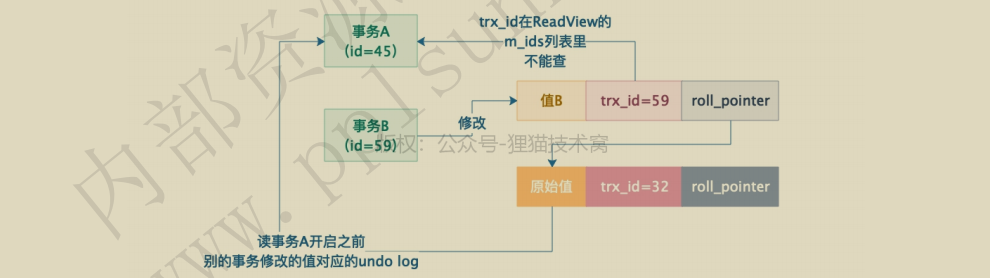 事务A
（id=45）
trx_id在ReadView的
m_ids列表里
不能查
值B
trx_id=59
roll_pointer
事务B
（id=59）
修改
版权：公众号-狸猫技术窝
原始值
trx_id=32
roll_pointer
读事务A开启之前
别的事务修改的值对应的undo log
内部资源
www.pplsun